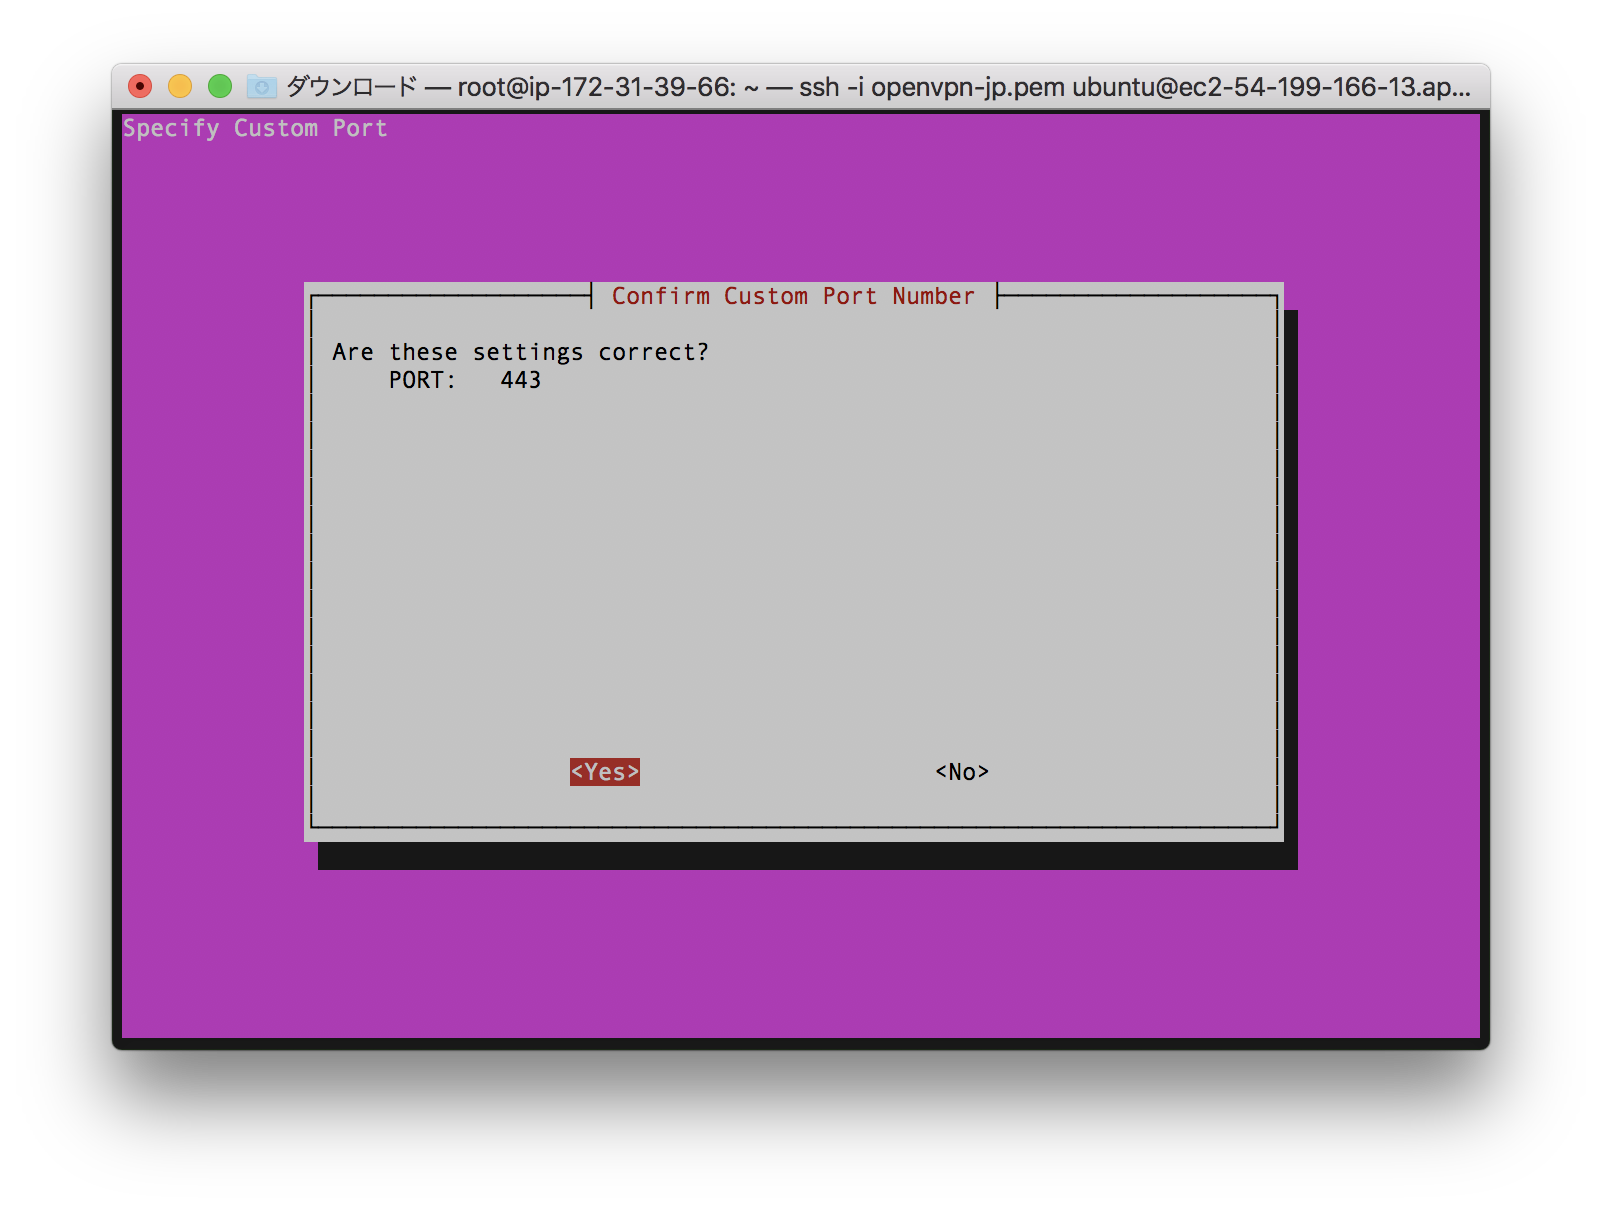 ダウンロード — root@ip-172-31-39-66: ~ — ssh -i openvpn-jp.pem ubuntu@ec2-54-199-166-13.ap...
Specify Custom Port
Confirm Custom Port Number
Are these settings correct?
PORT: 443
<Yes> <No>